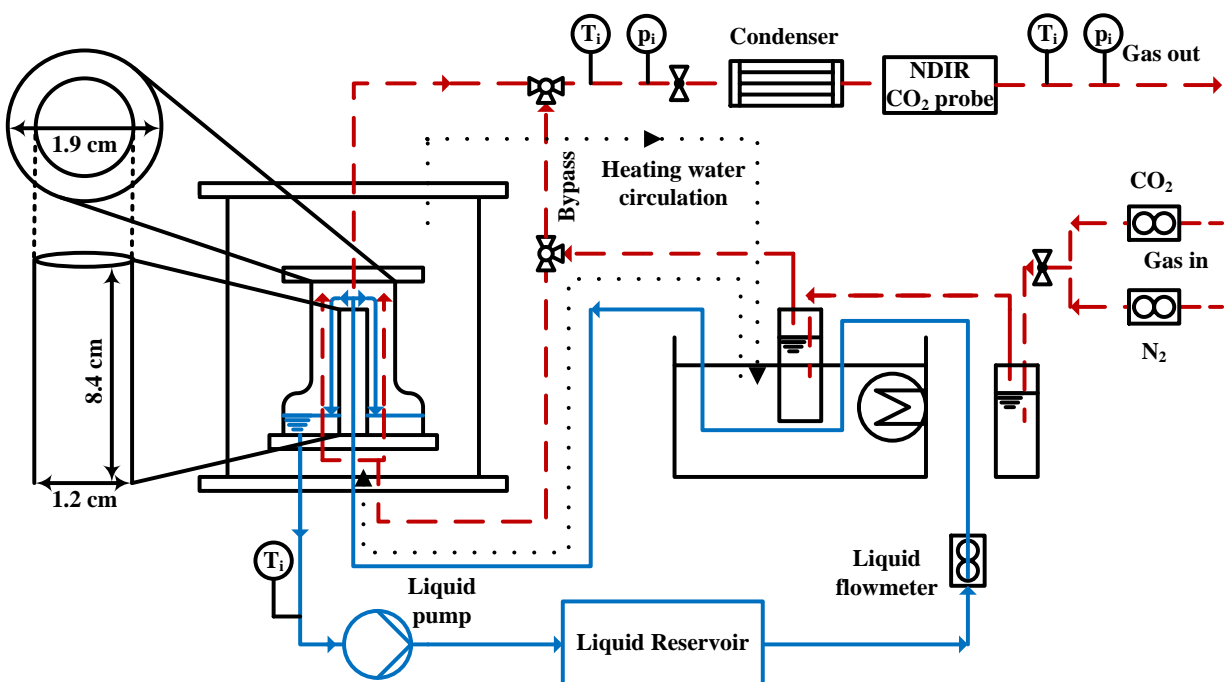 Tᵢ
pᵢ
Condenser
NDIR
CO₂ probe
Tᵢ
pᵢ
Gas out
1.9 cm
Heating water
circulation
Bypass
CO₂
Gas in
N₂
8.4 cm
1.2 cm
Tᵢ
Liquid
pump
Liquid Reservoir
Liquid
flowmeter